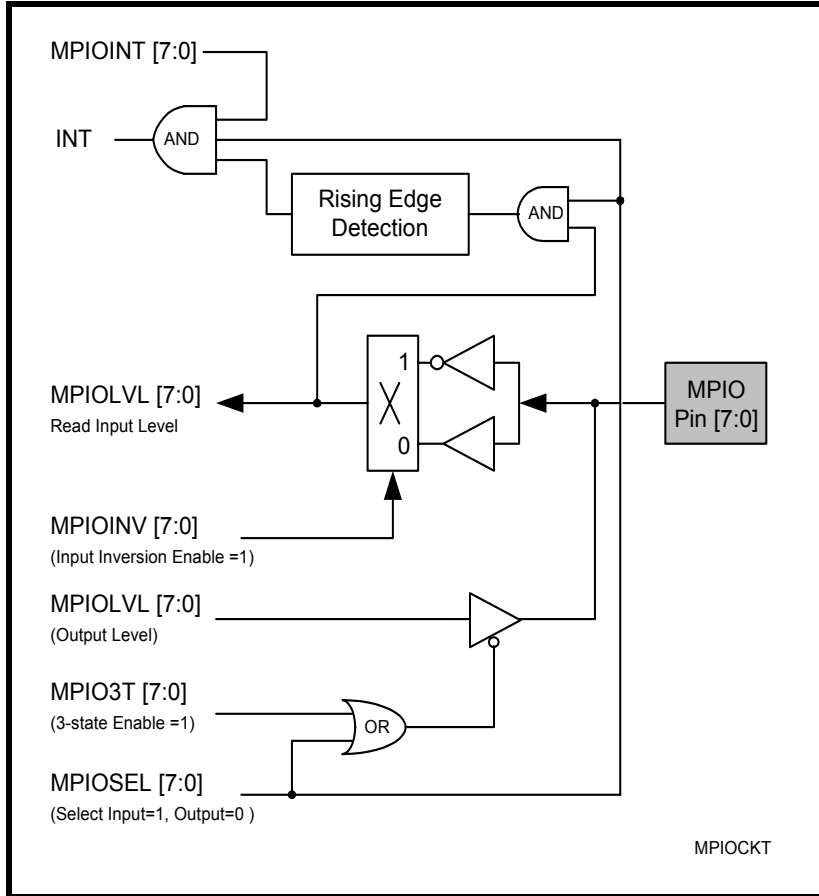 MPIOINT [7:0]
INT
AND
Rising Edge
Detection
AND
MPIOLVL [7:0]
Read Input Level
1
0
MPIO
Pin [7:0]
MPIOINV [7:0]
(Input Inversion Enable =1)
MPIOLVL [7:0]
(Output Level)
MPIO3T [7:0]
(3-state Enable =1)
OR
MPIOSEL [7:0]
(Select Input=1, Output=0 )
MPIOCKT